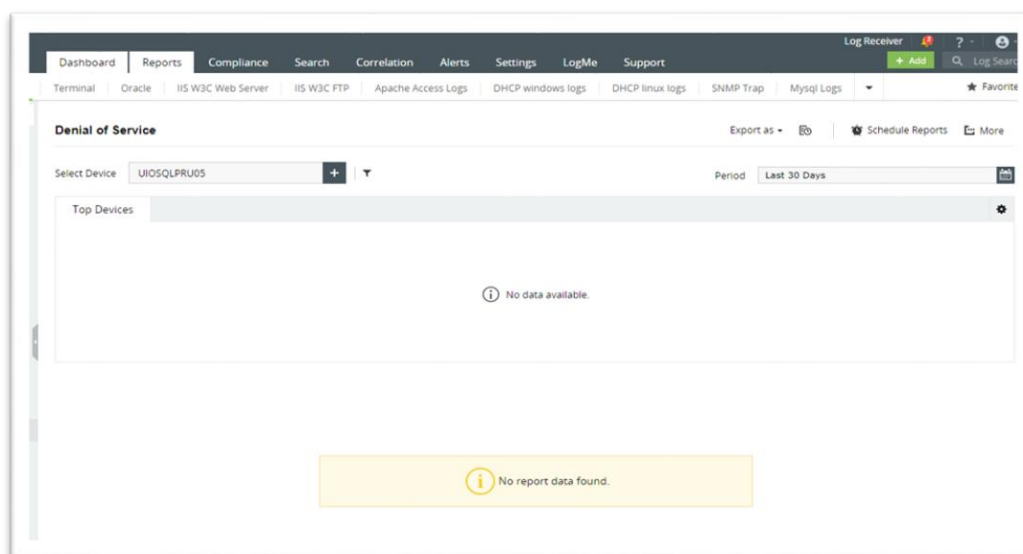 Log Receiver ?
Dashboard Reports Compliance Search Correlation Alerts Settings LogMe Support + Add Log Searc
Terminal Oracle IIS W3C Web Server IIS W3C FTP Apache Access Logs DHCP windows logs DHCP linux logs SNMP Trap Mysql Logs Favorite
Denial of Service Export as Schedule Reports More
Select Device UIOSQLPRU05 + Period Last 30 Days
Top Devices
No data available.
No report data found.